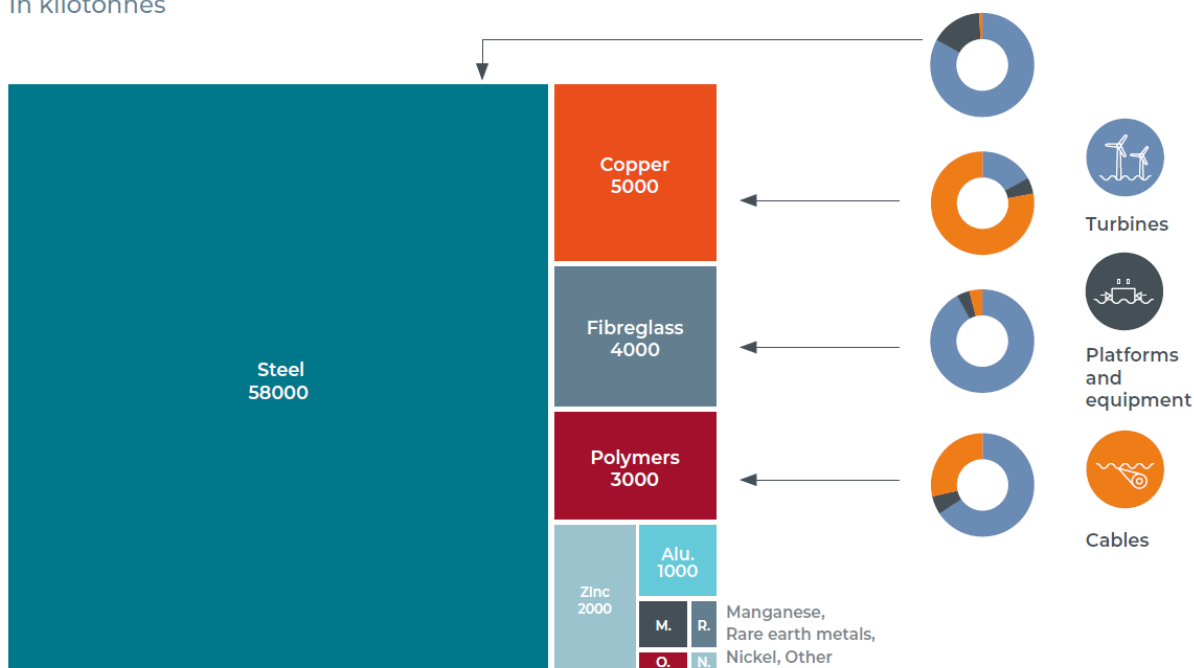 in kilotonnes
Steel
58000
Copper
5000
Fibreglass
4000
Polymers
3000
Zinc
2000
Alu.
1000
M.
R.
O.
N.
Manganese,
Rare earth metals,
Nickel, Other
Turbines
Platforms
and
equipment
Cables